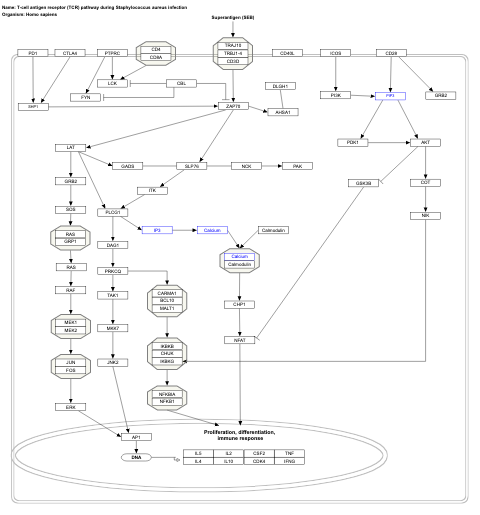 Name: T-cell antigen receptor (TCR) pathway during Staphylococcus aureus infection
Organism: Homo sapiens
Superantigen (SEB)
PD1
CTLA4
PTPRC
CD4
CD8A
TRAJ10
TRBJ1-4
CD3D
CD40L
ICOS
CD28
LCK
CBL
DLGH1
FYN
SHP1
ZAP70
AHSA1
PI3K
PIP3
GRB2
LAT
PDK1
AKT
GADS
SLP76
NCK
PAK
GRB2
ITK
GSK3B
COT
SOS
PLCG1
NIK
RAS
GRP1
IP3
Calcium
Calmodulin
DAG1
Calcium
Calmodulin
RAS
PRKCQ
RAF
TAK1
CARMA1
BCL10
MALT1
CHP1
MEK1
MEK2
MKK7
NFAT
IKBKB
CHUK
IKBKG
JUN
FOS
JNK2
NFKBIA
NFKB1
ERK
AP1
Proliferation, differentiation,
immune response
DNA
IL5
IL2
CSF2
TNF
IL4
IL10
CDK4
IFNG